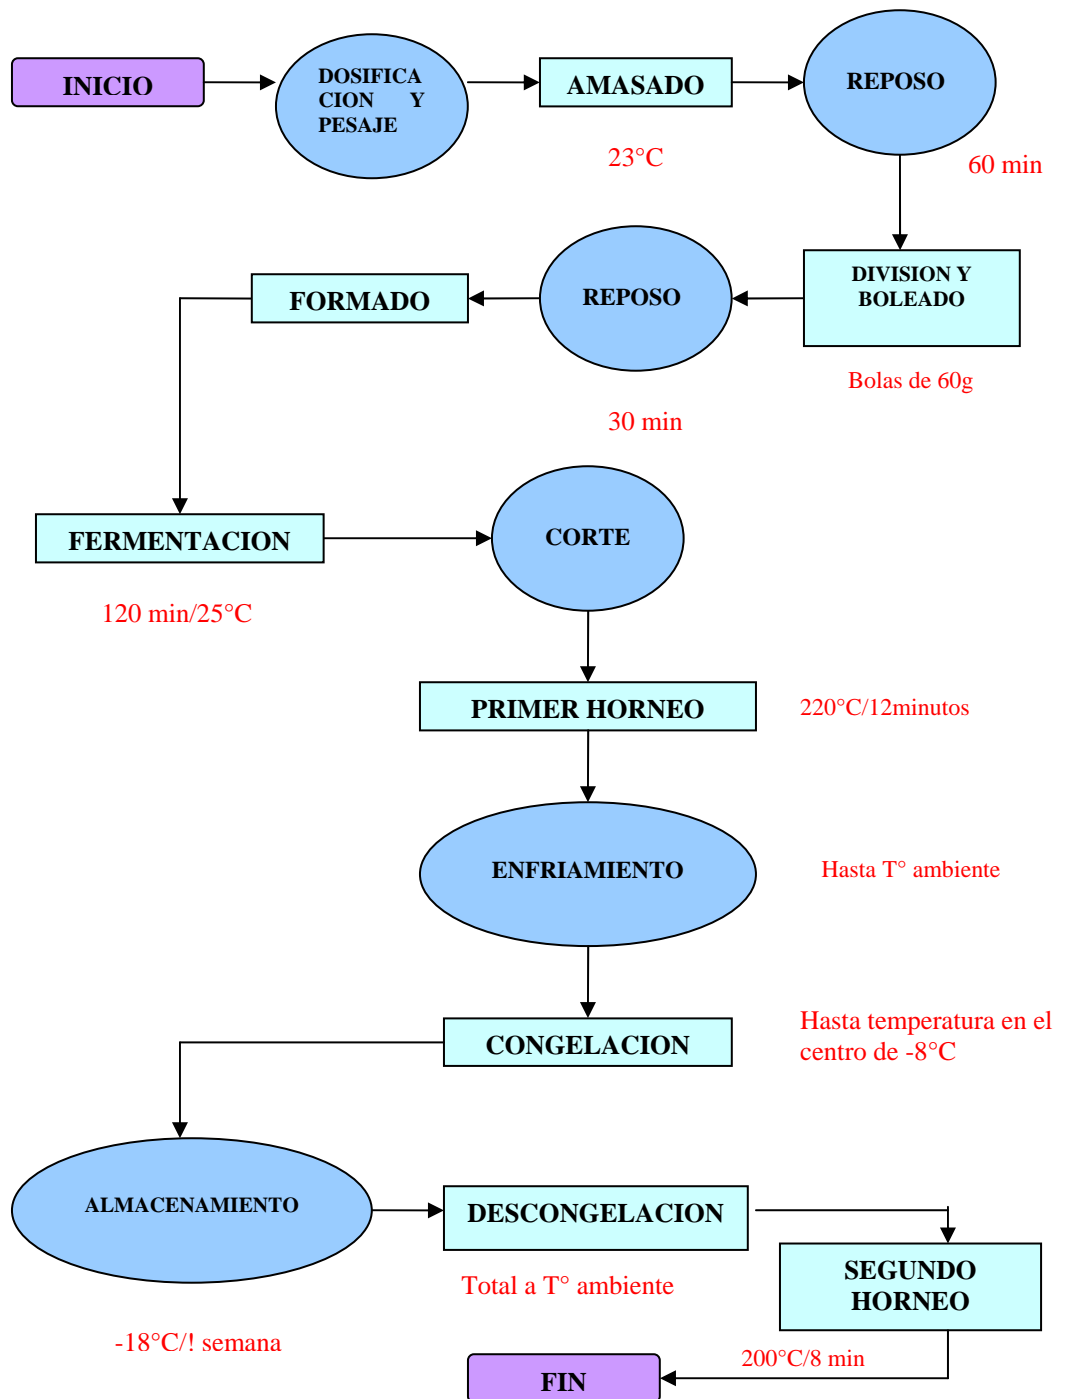 INICIO
DOSIFICA
CION Y
PESAJE
AMASADO
REPOSO
23°C
60 min
DIVISION Y
BOLEADO
REPOSO
FORMADO
Bolas de 60g
30 min
FERMENTACION
CORTE
120 min/25°C
PRIMER HORNEO
220°C/12minutos
ENFRIAMIENTO
Hasta T° ambiente
CONGELACION
Hasta temperatura en el
centro de -8°C
ALMACENAMIENTO
DESCONGELACION
SEGUNDO
HORNEO
Total a T° ambiente
-18°C/! semana
200°C/8 min
FIN